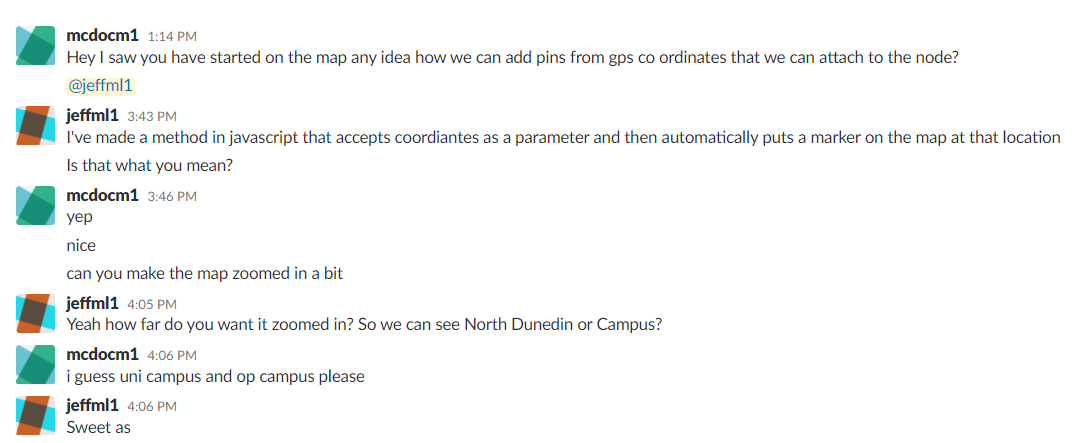 mcdocm1 1:14 PM
Hey I saw you have started on the map any idea how we can add pins from gps co ordinates that we can attach to the node?
@jeffml1
jeffml1 3:43 PM
I've made a method in javascript that accepts coordiantes as a parameter and then automatically puts a marker on the map at that location
Is that what you mean?
mcdocm1 3:46 PM
yep
nice
can you make the map zoomed in a bit
jeffml1 4:05 PM
Yeah how far do you want it zoomed in? So we can see North Dunedin or Campus?
mcdocm1 4:06 PM
i guess uni campus and op campus please
jeffml1 4:06 PM
Sweet as